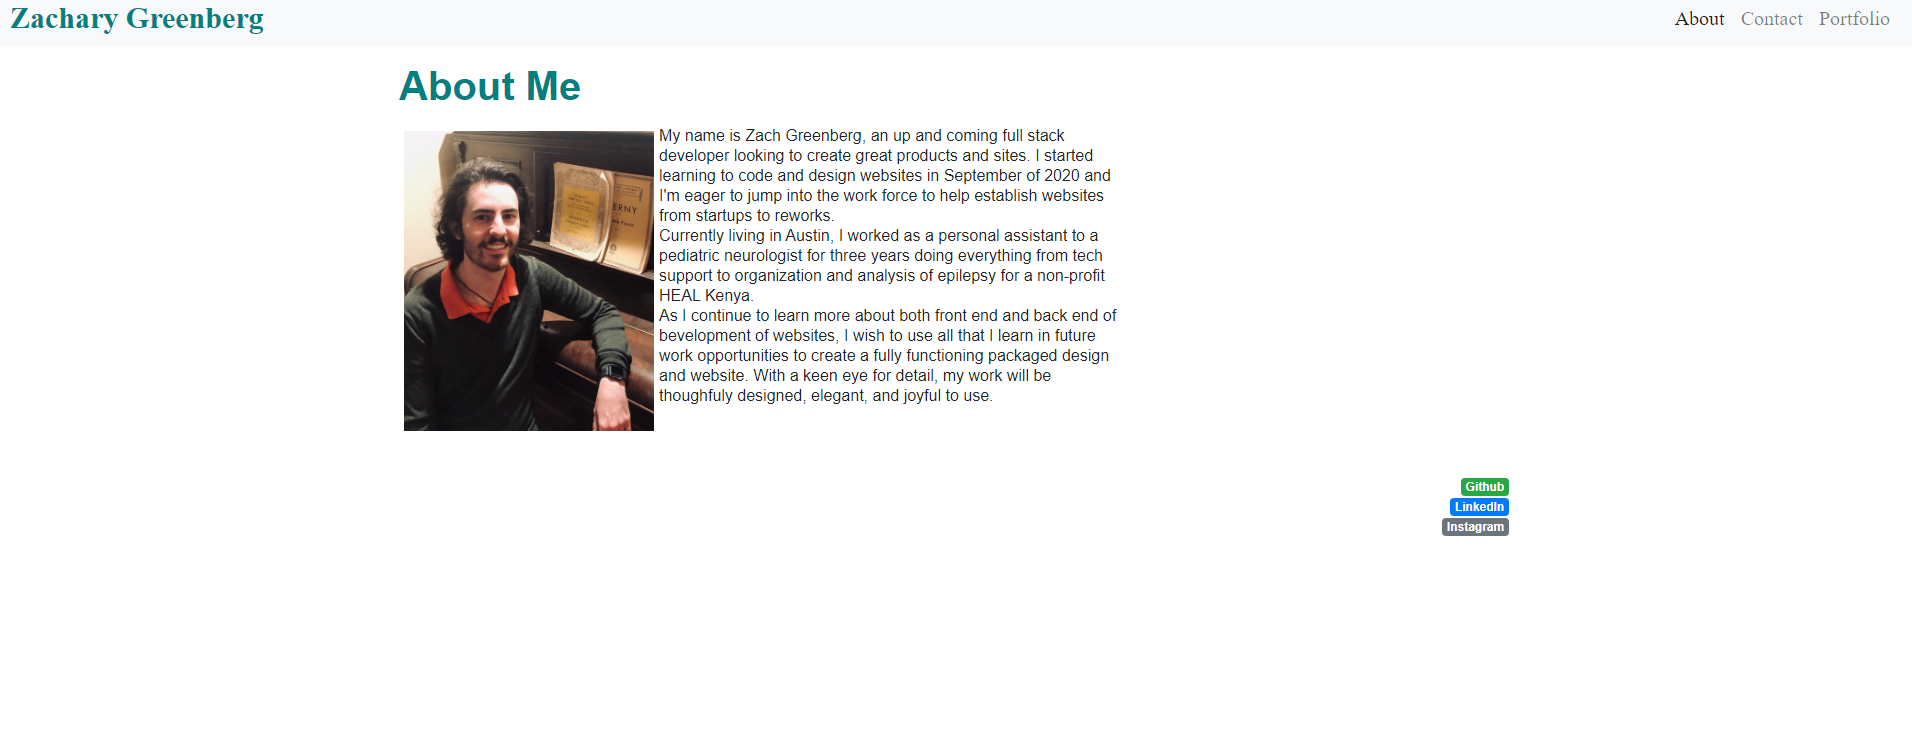 Zachary Greenberg
About Contact Portfolio
About Me
ERNY
My name is Zach Greenberg, an up and coming full stack
developer looking to create great products and sites. I started
learning to code and design websites in September of 2020 and
I'm eager to jump into the work force to help establish websites
from startups to reworks.
Currently living in Austin, I worked as a personal assistant to a
pediatric neurologist for three years doing everything from tech
support to organization and analysis of epilepsy for a non-profit
HEAL Kenya.
As I continue to learn more about both front end and back end of
bevelopment of websites, I wish to use all that I learn in future
work opportunities to create a fully functioning packaged design
and website. With a keen eye for detail, my work will be
thoughfuly designed, elegant, and joyful to use.
Github
LinkedIn
Instagram